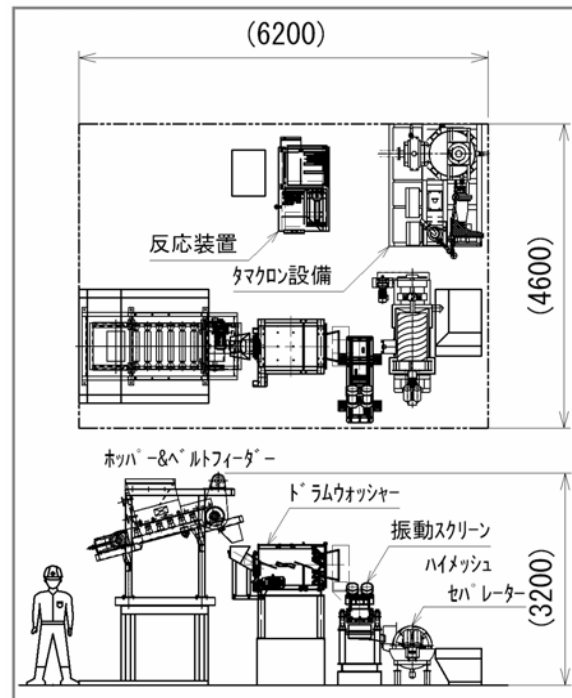 (6200)
(4600)
反応装置
ﾀﾏｸﾛﾝ設備
ﾎｯﾊﾟｰ&ﾍﾞﾙﾄﾌｨｰﾀﾞｰ
ﾄﾞﾗﾑｳｫｯｼｬｰ
振動ｽｸﾘｰﾝ
ﾊｲﾒｯｼｭ
ｾﾊﾟﾚｰﾀｰ
(3200)